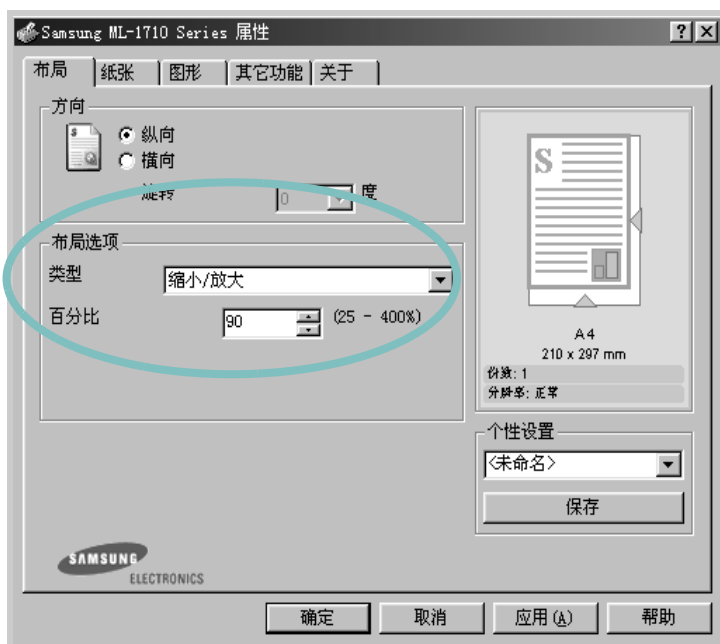 Samsung ML-1710 Series 属性
布局 纸张 图形 其它功能 关于
方向
纵向
横向
旋转 0 度
布局选项
类型 缩小/放大
百分比 90 (25 - 400%)
S
S
A4
210 x 297 mm
份数: 1
分辨率: 正常
个性设置
<未命名>
保存
SAMSUNG
ELECTRONICS
确定 取消 应用(A) 帮助